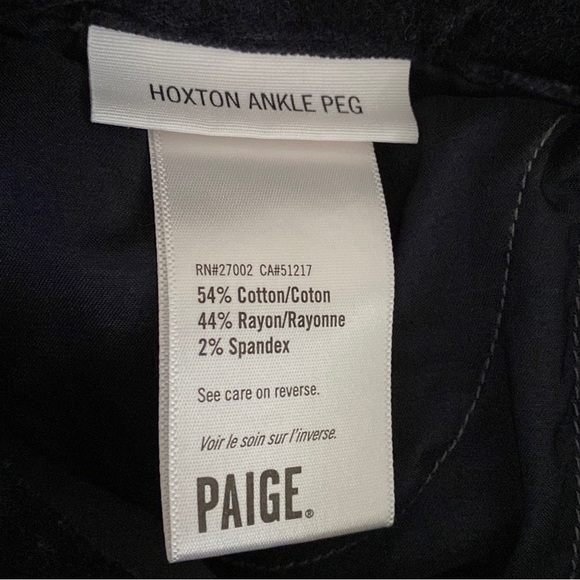 HOXTON ANKLE PEG
RN#27002 CA#51217
54% Cotton/Coton
44% Rayon/Rayonne
2% Spandex
See care on reverse.
Voir le soin sur l'inverse.
PAIGE.®